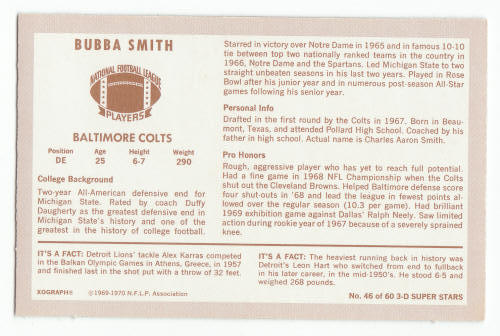 BUBBA SMITH
NATIONAL FOOTBALL LEAGUE
PLAYERS
BALTIMORE COLTS
Position Age Height Weight
DE 25 6-7 290
College Background
Two-year All-American defensive end for
Michigan State. Rated by coach Duffy
Daugherty as the greatest defensive end in
Michigan State's history and one of the
greatest in the history of college football.
Starred in victory over Notre Dame in 1965 and in famous 10-10
tie between top two nationally ranked teams in the country in
1966, Notre Dame and the Spartans. Led Michigan State to two
straight unbeaten seasons in his last two years. Played in Rose
Bowl after his junior year and in numerous post-season All-Star
games following his senior year.
Personal Info
Drafted in the first round by the Colts in 1967. Born in Beau-
mont, Texas, and attended Pollard High School. Coached by his
father in high school. Actual name is Charles Aaron Smith.
Pro Honors
Rough, aggressive player who has yet to reach full potential.
Had a fine game in 1968 NFL Championship when the Colts
shut out the Cleveland Browns. Helped Baltimore defense score
four shut-outs in '68 and lead the league in fewest points al-
lowed over the regular season (10.3 per game). Had brilliant
1969 exhibition game against Dallas' Ralph Neely. Saw limited
action during rookie year of 1967 because of a severely sprained
knee.
IT'S A FACT: Detroit Lions' tackle Alex Karras competed
in the Balkan Olympic Games in Athens, Greece, in 1957
and finished last in the shot put with a throw of 32 feet.
IT'S A FACT: The heaviest running back in history was
Detroit's Leon Hart who switched from end to fullback
in his later career, in the mid-1950's. He stood 6-5 and
weighed 268 pounds.
XOGRAPH® ©1969-1970 N.F.L.P. Association
No. 46 of 60 3-D SUPER STARS